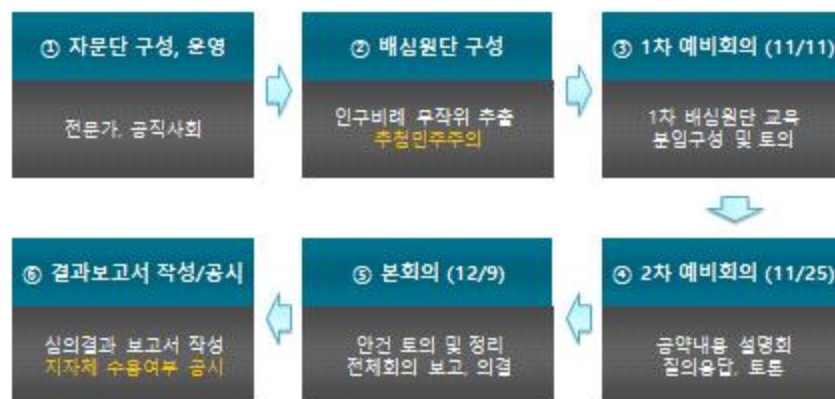 ① 자문단 구성, 운영
전문가, 공직사회
② 배심원단 구성
인구비례 무작위 추출
추첨민주주의
③ 1차 예비회의 (11/11)
1차 배심원단 교육
분임구성 및 토의
④ 2차 예비회의 (11/25)
공약내용 설명회
질의응답, 토론
⑤ 본회의 (12/9)
안건 토의 및 정리
전체회의 보고, 의결
⑥ 결과보고서 작성/공시
심의결과 보고서 작성
지자체 수용여부 공시